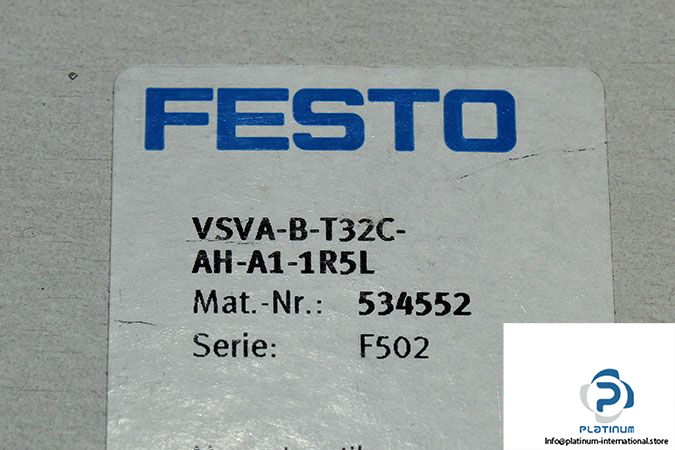 FESTO
VSVA-B-T32C-
AH-A1-1R5L
Mat.-Nr.: 534552
Serie: F502
PLATINUM
info@platinum-international.store